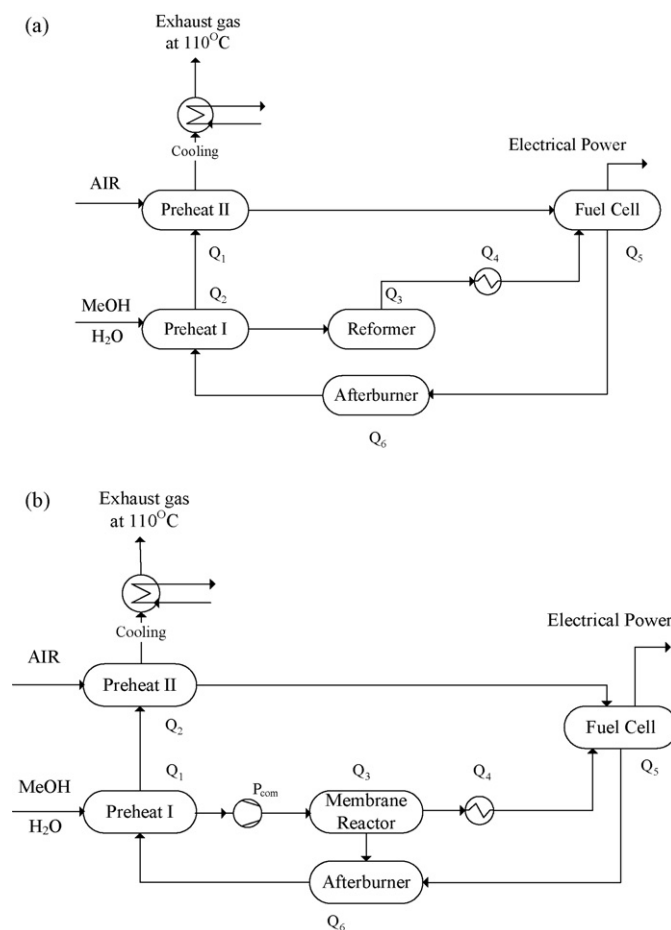 (a)
Exhaust gas
at 110°C
Cooling
Electrical Power
AIR
Preheat II
Fuel Cell
Q₁
Q₄
Q₅
MeOH
H₂O
Q₂
Q₃
Preheat I
Reformer
Afterburner
Q₆
(b)
Exhaust gas
at 110°C
Cooling
Electrical Power
AIR
Preheat II
Fuel Cell
Q₂
Q₅
MeOH
H₂O
Q₁
P_com
Q₃
Q₄
Preheat I
Membrane
Reactor
Afterburner
Q₆